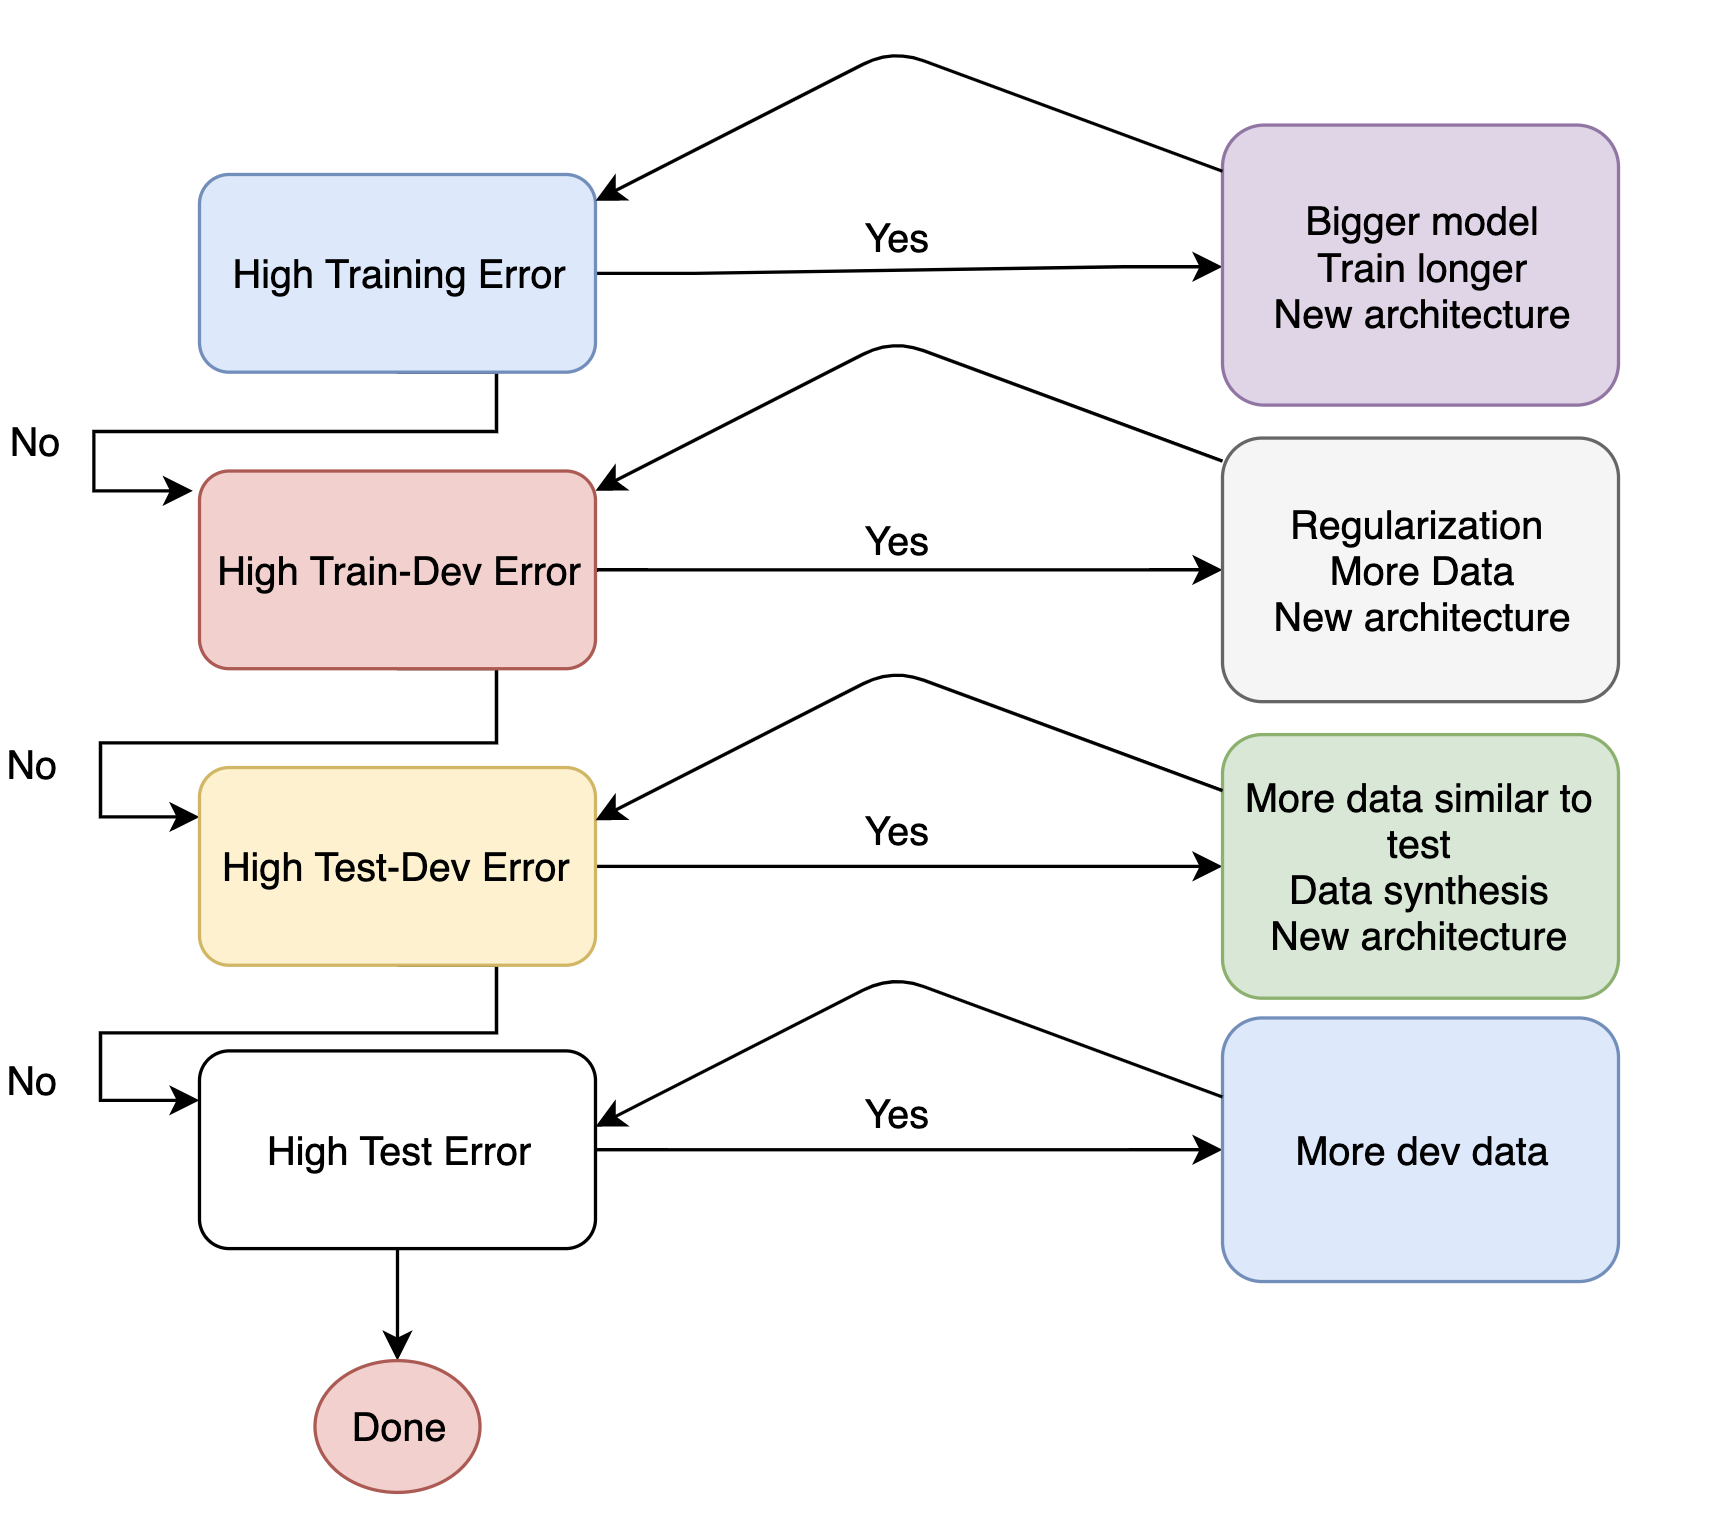 High Training Error
Yes
Bigger model
Train longer
New architecture
No
High Train-Dev Error
Yes
Regularization
More Data
New architecture
No
High Test-Dev Error
Yes
More data similar to
test
Data synthesis
New architecture
No
High Test Error
Yes
More dev data
Done